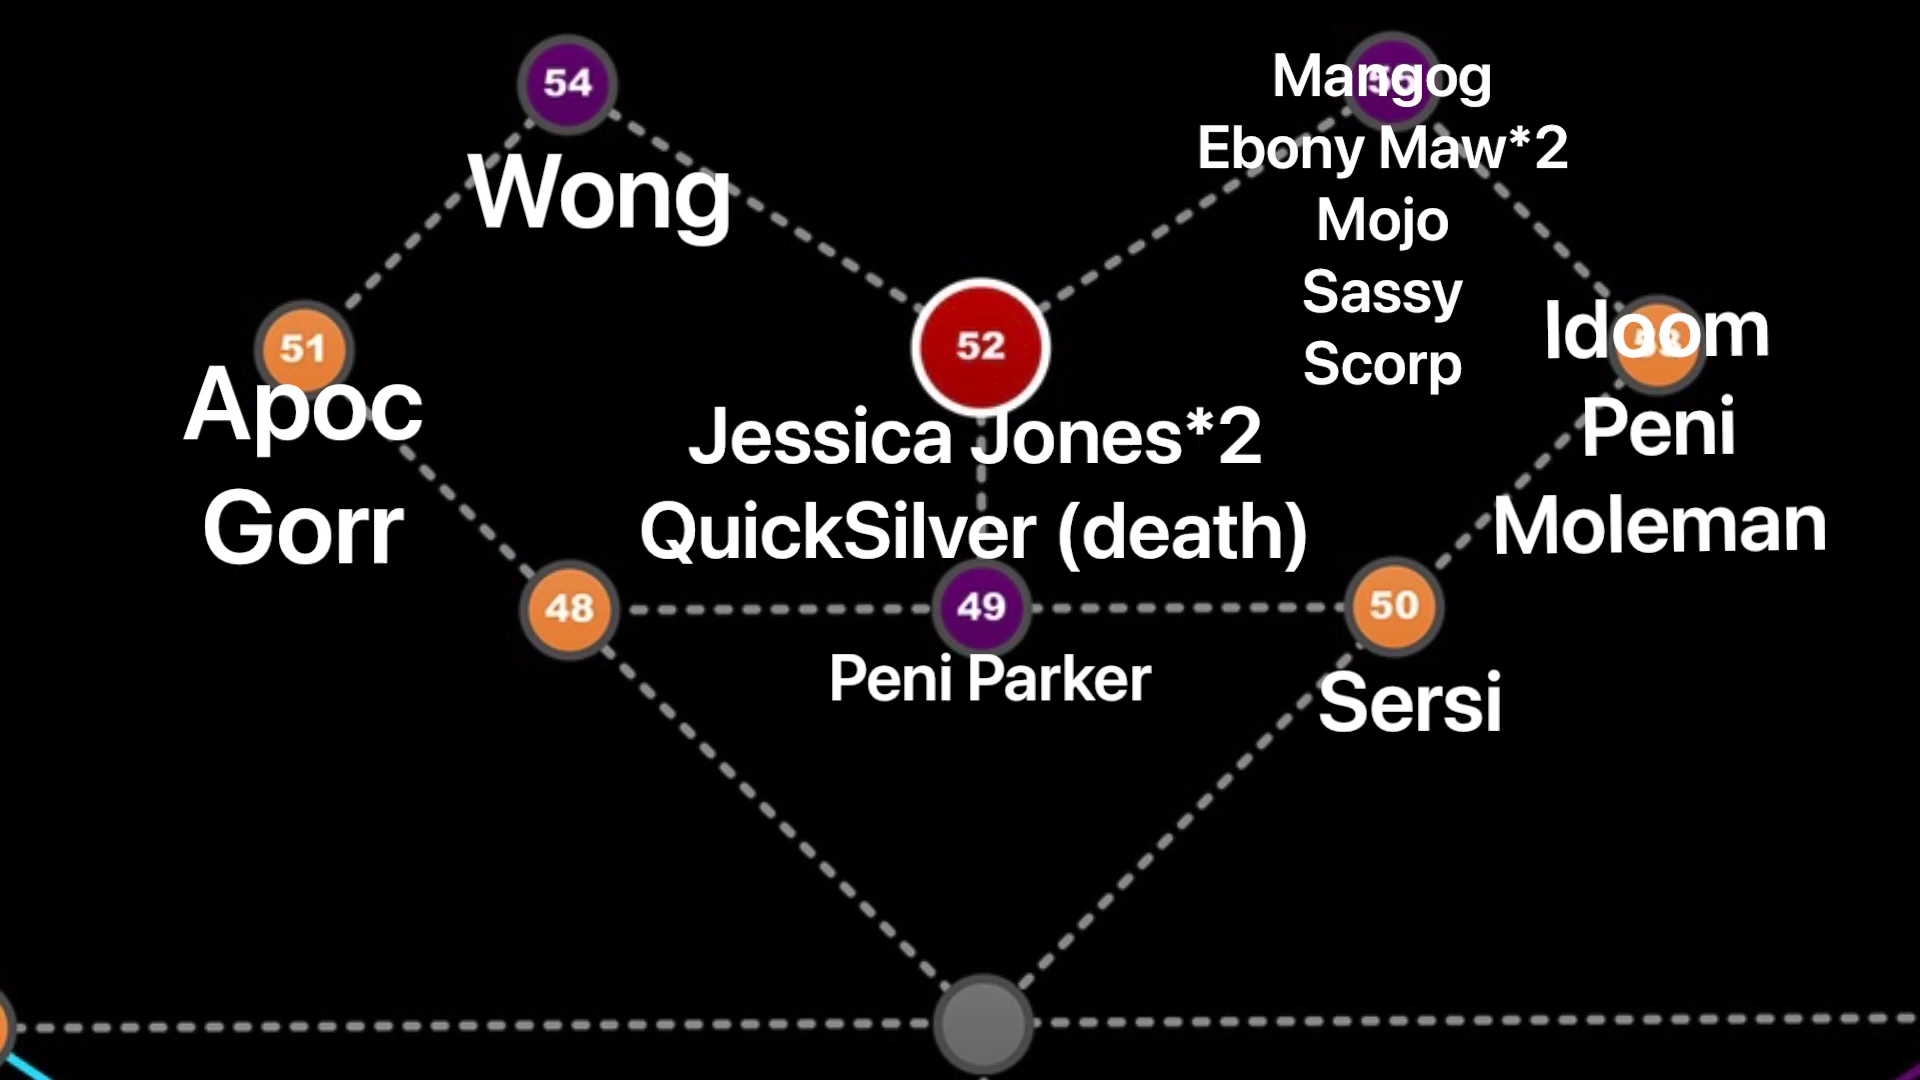 54
Mangog
Ebony Maw*2
Wong
Mojo
Sassy
Scorp
51
52
Idoom
Peni
Moleman
Apoc
Gorr
Jessica Jones*2
QuickSilver (death)
48
49
50
Peni Parker
Sersi